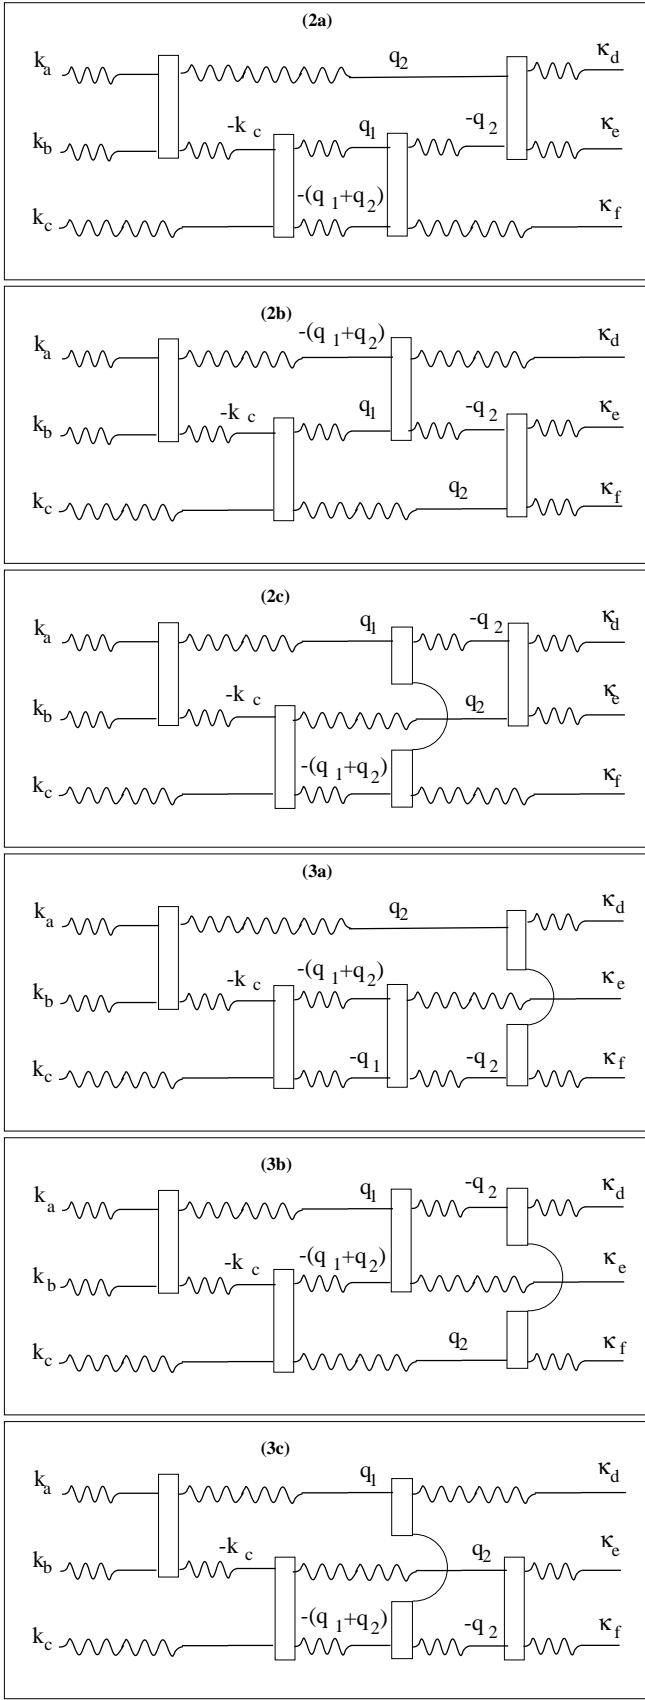 (2a)
k_a q_2 κ_d
k_b -k_c q_1 -q_2 κ_e
k_c -(q_1+q_2) κ_f
(2b)
k_a -(q_1+q_2) κ_d
k_b -k_c q_1 -q_2 κ_e
k_c q_2 κ_f
(2c)
k_a q_1 -q_2 κ_d
k_b -k_c q_2 κ_e
k_c -(q_1+q_2) κ_f
(3a)
k_a q_2 κ_d
k_b -k_c -(q_1+q_2) κ_e
k_c -q_1 -q_2 κ_f
(3b)
k_a q_1 -q_2 κ_d
k_b -k_c -(q_1+q_2) κ_e
k_c q_2 κ_f
(3c)
k_a q_1 κ_d
k_b -k_c q_2 κ_e
k_c -(q_1+q_2) -q_2 κ_f